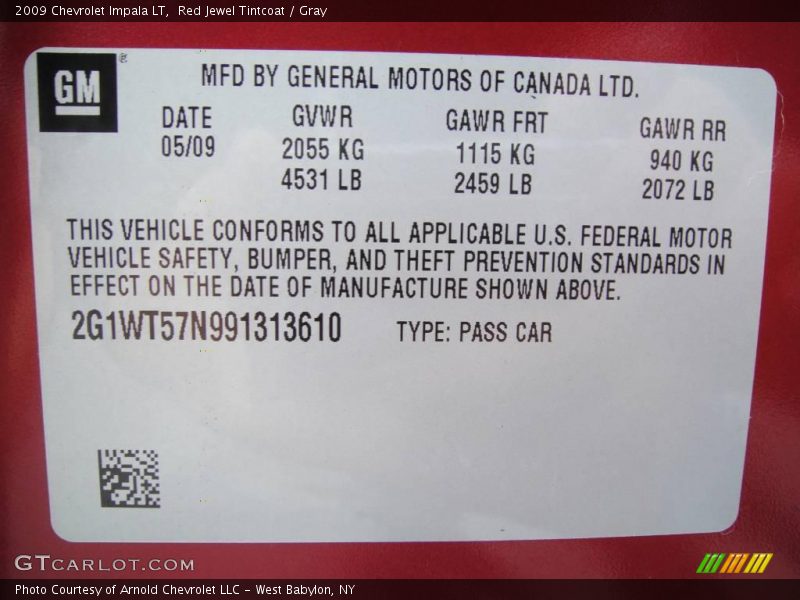 2009 Chevrolet Impala LT, Red Jewel Tintcoat / Gray
GM®
MFD BY GENERAL MOTORS OF CANADA LTD.
DATE GVWR GAWR FRT GAWR RR
05/09 2055 KG 1115 KG 940 KG
4531 LB 2459 LB 2072 LB
THIS VEHICLE CONFORMS TO ALL APPLICABLE U.S. FEDERAL MOTOR
VEHICLE SAFETY, BUMPER, AND THEFT PREVENTION STANDARDS IN
EFFECT ON THE DATE OF MANUFACTURE SHOWN ABOVE.
2G1WT57N991313610 TYPE: PASS CAR
GTCARLOT.COM
Photo Courtesy of Arnold Chevrolet LLC - West Babylon, NY